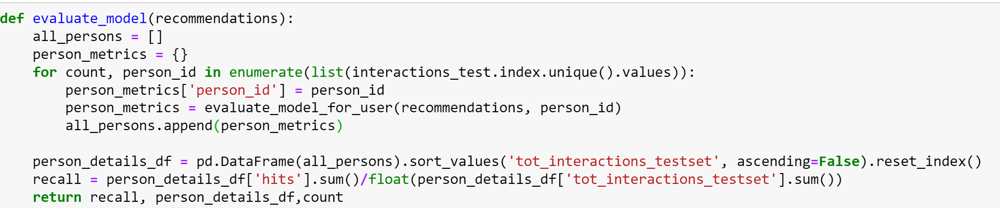 def evaluate_model(recommendations):
    all_persons = []
    person_metrics = {}
    for count, person_id in enumerate(list(interactions_test.index.unique().values)):
        person_metrics['person_id'] = person_id
        person_metrics = evaluate_model_for_user(recommendations, person_id)
        all_persons.append(person_metrics)
    person_details_df = pd.DataFrame(all_persons).sort_values('tot_interactions_testset', ascending=False).reset_index()
    recall = person_details_df['hits'].sum()/float(person_details_df['tot_interactions_testset'].sum())
    return recall, person_details_df,count